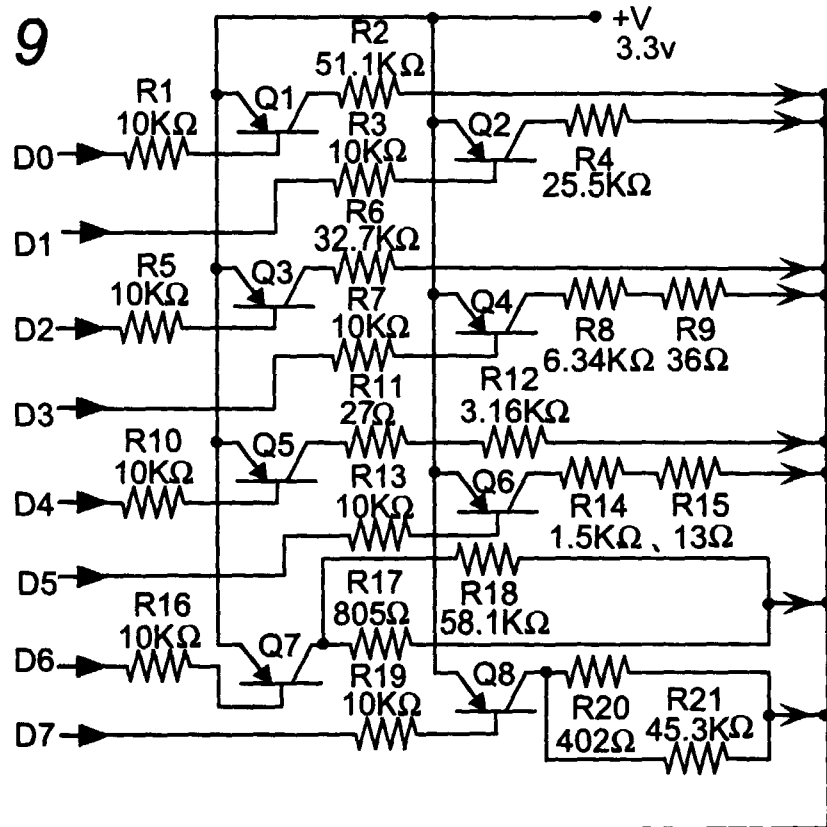 9
+V
3.3v
R2
51.1KΩ
R1
10KΩ
Q1
R3
10KΩ
Q2
D0
R4
25.5KΩ
D1
R6
32.7KΩ
R5
10KΩ
Q3
R7
10KΩ
Q4
D2
R8
6.34KΩ
R9
36Ω
D3
R11
27Ω
R12
3.16KΩ
R10
10KΩ
Q5
R13
10KΩ
Q6
D4
R14
1.5KΩ
R15
13Ω
D5
R16
10KΩ
R17
805Ω
R18
58.1KΩ
Q7
D6
R19
10KΩ
Q8
R20
402Ω
R21
45.3KΩ
D7